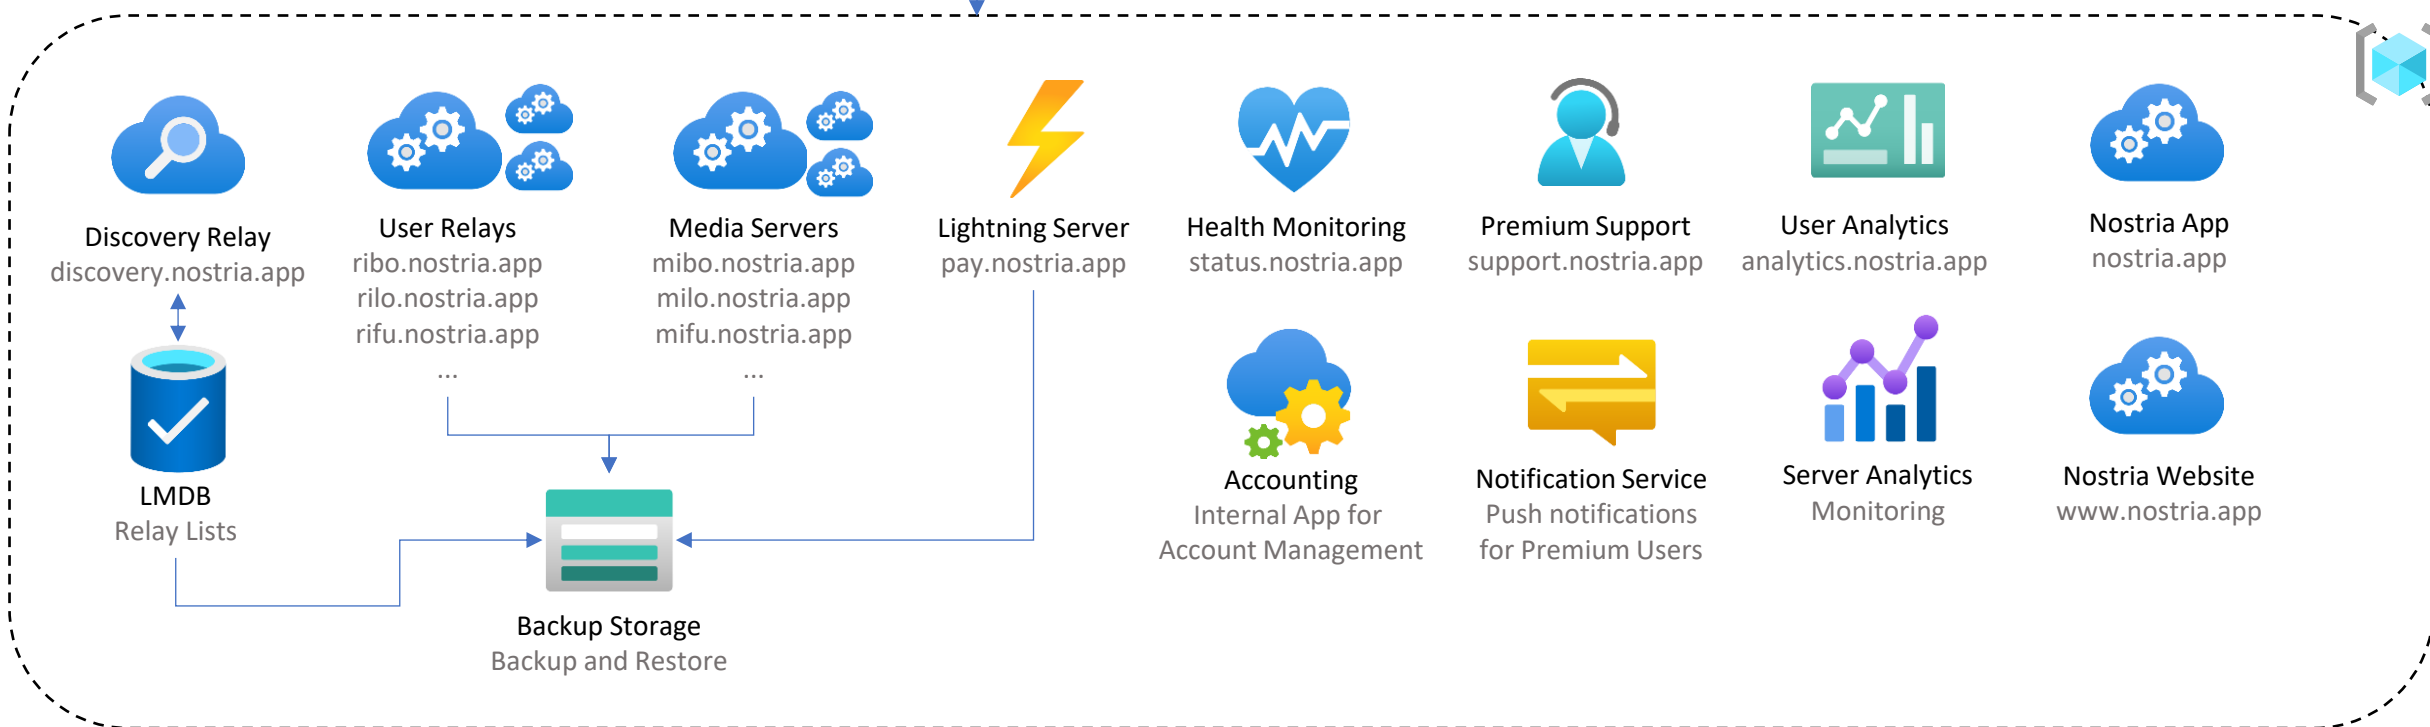 Discovery Relay
discovery.nostria.app
User Relays
ribo.nostria.app
rilo.nostria.app
rifu.nostria.app
...
Media Servers
mibo.nostria.app
milo.nostria.app
mifu.nostria.app
...
Lightning Server
pay.nostria.app
Health Monitoring
status.nostria.app
Premium Support
support.nostria.app
User Analytics
analytics.nostria.app
Nostria App
nostria.app
LMDB
Relay Lists
Backup Storage
Backup and Restore
Accounting
Internal App for
Account Management
Notification Service
Push notifications
for Premium Users
Server Analytics
Monitoring
Nostria Website
www.nostria.app